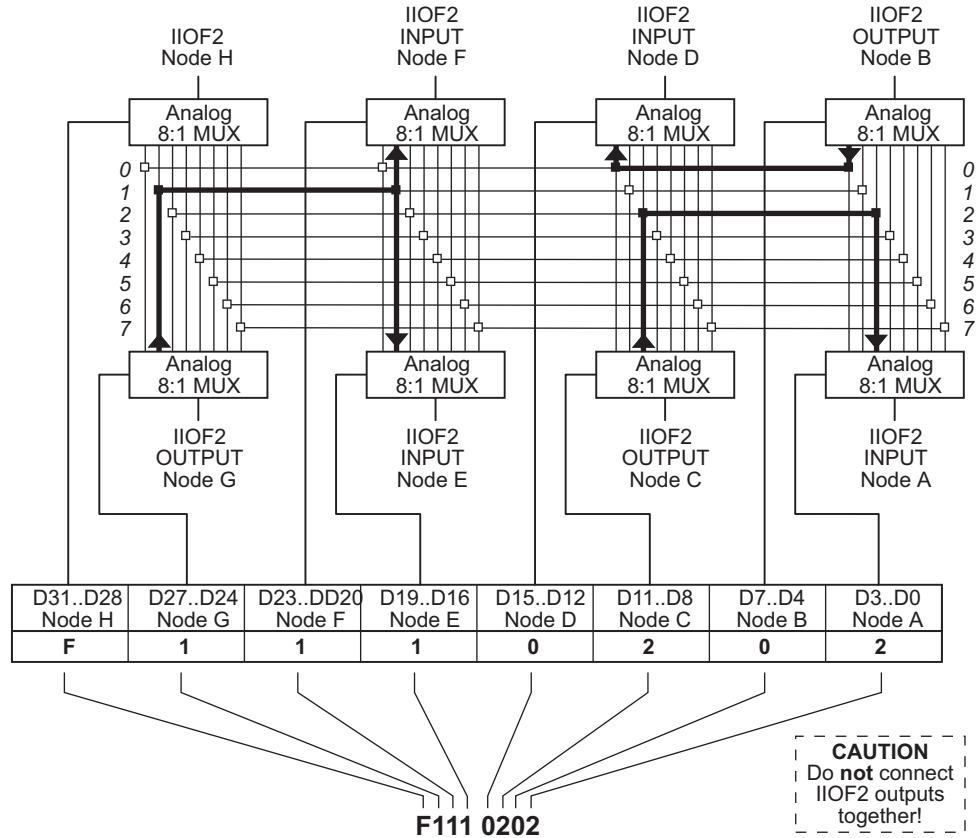 IIOF2
Node H
IIOF2
INPUT
Node F
IIOF2
INPUT
Node D
IIOF2
OUTPUT
Node B
Analog
8:1 MUX
Analog
8:1 MUX
Analog
8:1 MUX
Analog
8:1 MUX
0
1
2
3
4
5
6
7
0
1
2
3
4
5
6
7
Analog
8:1 MUX
Analog
8:1 MUX
Analog
8:1 MUX
Analog
8:1 MUX
IIOF2
OUTPUT
Node G
IIOF2
INPUT
Node E
IIOF2
OUTPUT
Node C
IIOF2
INPUT
Node A
D31..D28 D27..D24 D23..DD20 D19..D16 D15..D12 D11..D8 D7..D4 D3..D0
Node H Node G Node F Node E Node D Node C Node B Node A
F 1 1 1 0 2 0 2
F111 0202
CAUTION
Do not connect
IIOF2 outputs
together!